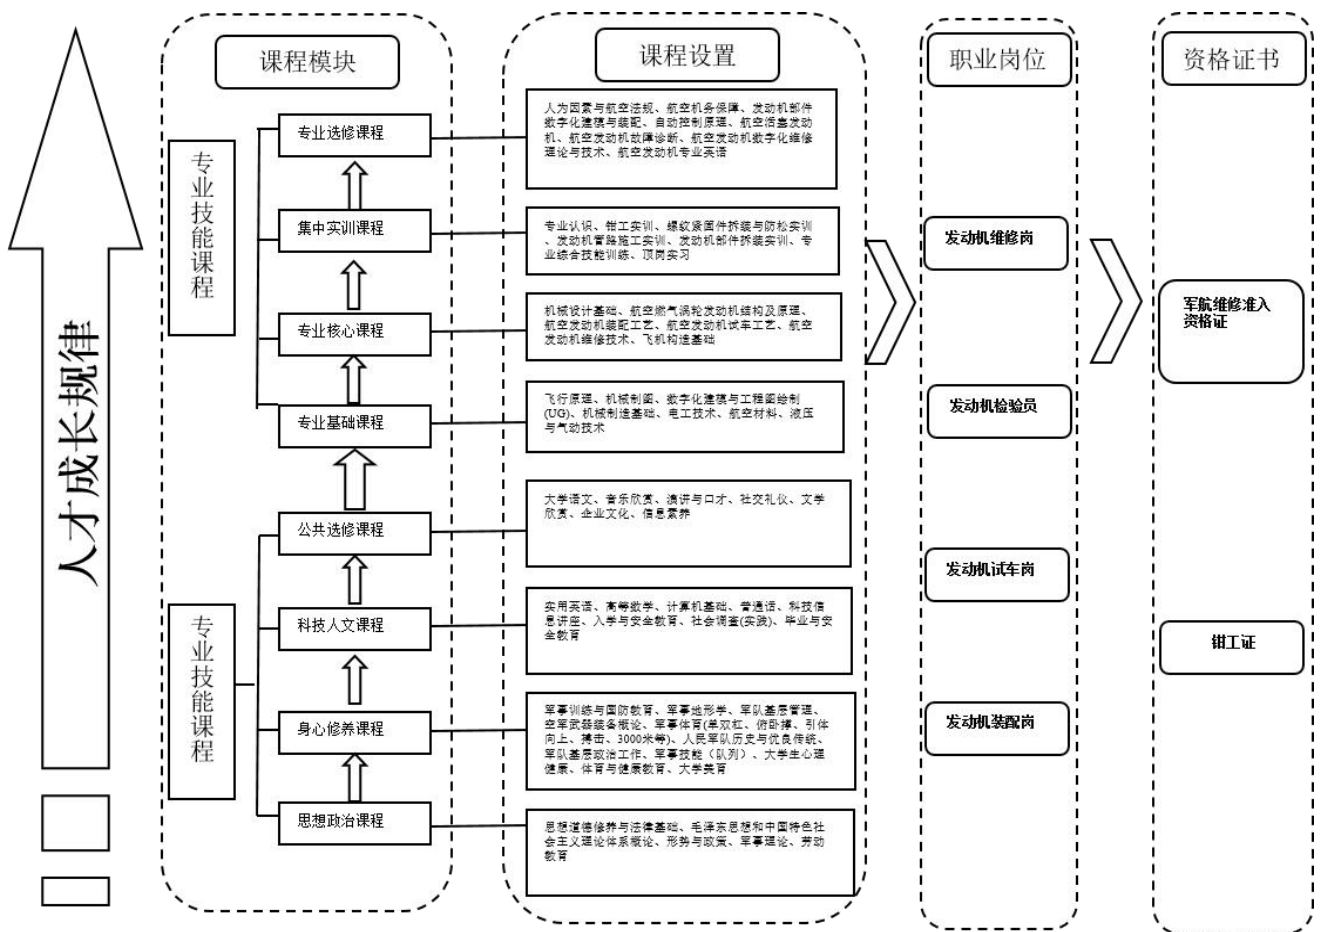 人才成长规律
课程模块
专业技能课程
专业选修课程
集中实训课程
专业核心课程
专业基础课程
专业技能课程
公共选修课程
科技人文课程
身心修养课程
思想政治课程
课程设置
人为因素与航空法规、航空机务保障、发动机部件
数字化建模与装配、自动控制原理、航空活塞发动
机、航空发动机故障诊断、航空发动机数字化维修
理论与技术、航空发动机专业英语
专业认识、钳工实训、螺纹紧固件拆装与防松实训
、发动机管路施工实训、发动机部件拆装实训、专
业综合技能训练、顶岗实习
机械设计基础、航空燃气涡轮发动机结构及原理、
航空发动机装配工艺、航空发动机试车工艺、航空
发动机维修技术、飞机构造基础
飞行原理、机械制图、数字化建模与工程图绘制
(UG)、机械制造基础、电工技术、航空材料、液压
与气动技术
大学语文、音乐欣赏、演讲与口才、社交礼仪、文学
欣赏、企业文化、信息素养
实用英语、高等数学、计算机基础、普通话、科技信
息讲座、入学与安全教育、社会调查(实践)、毕业与安
全教育
军事训练与国防教育、军事地形学、军队基层管理、
空军武器装备概论、军事体育(单双杠、俯卧撑、引体
向上、搏击、3000米等)、人民军队历史与优良传统、
军队基层政治工作、军事技能（队列）、大学生心理
健康、体育与健康教育、大学美育
思想道德修养与法律基础、毛泽东思想和中国特色社
会主义理论体系概论、形势与政策、军事理论、劳动
教育
职业岗位
发动机维修岗
发动机检验员
发动机试车岗
发动机装配岗
资格证书
军航维修准入
资格证
钳工证